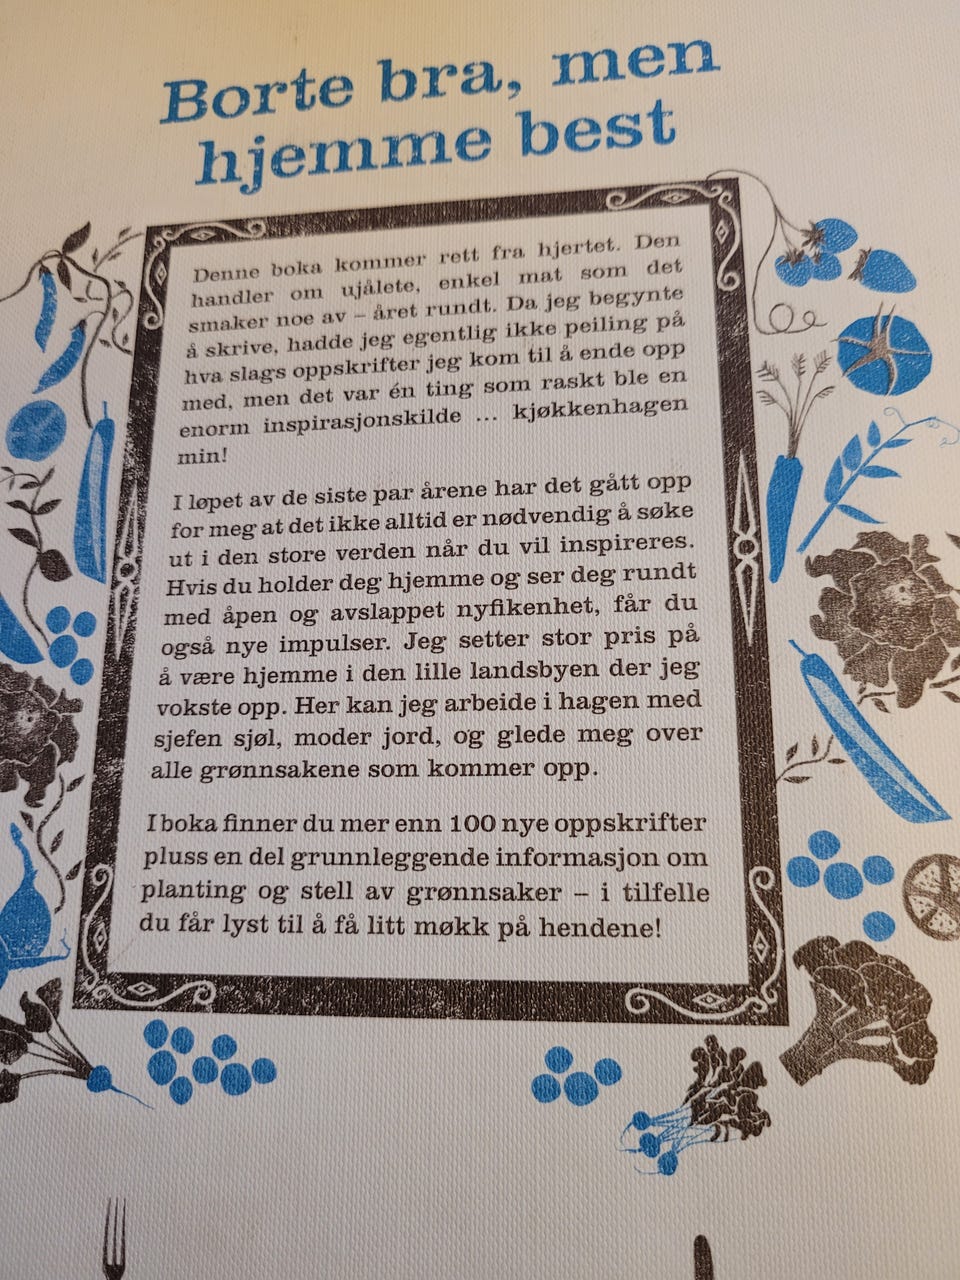 Borte bra, men
hjemme best
Denne boka kommer rett fra hjertet. Den
handler om ujålete, enkel mat som det
smaker noe av – året rundt. Da jeg begynte
å skrive, hadde jeg egentlig ikke peiling på
hva slags oppskrifter jeg kom til å ende opp
med, men det var én ting som raskt ble en
enorm inspirasjonskilde … kjøkkenhagen
min!
I løpet av de siste par årene har det gått opp
for meg at det ikke alltid er nødvendig å søke
ut i den store verden når du vil inspireres.
Hvis du holder deg hjemme og ser deg rundt
med åpen og avslappet nyfikenhet, får du
også nye impulser. Jeg setter stor pris på
å være hjemme i den lille landsbyen der jeg
vokste opp. Her kan jeg arbeide i hagen med
sjefen sjøl, moder jord, og glede meg over
alle grønnsakene som kommer opp.
I boka finner du mer enn 100 nye oppskrifter
pluss en del grunnleggende informasjon om
planting og stell av grønnsaker – i tilfelle
du får lyst til å få litt møkk på hendene!